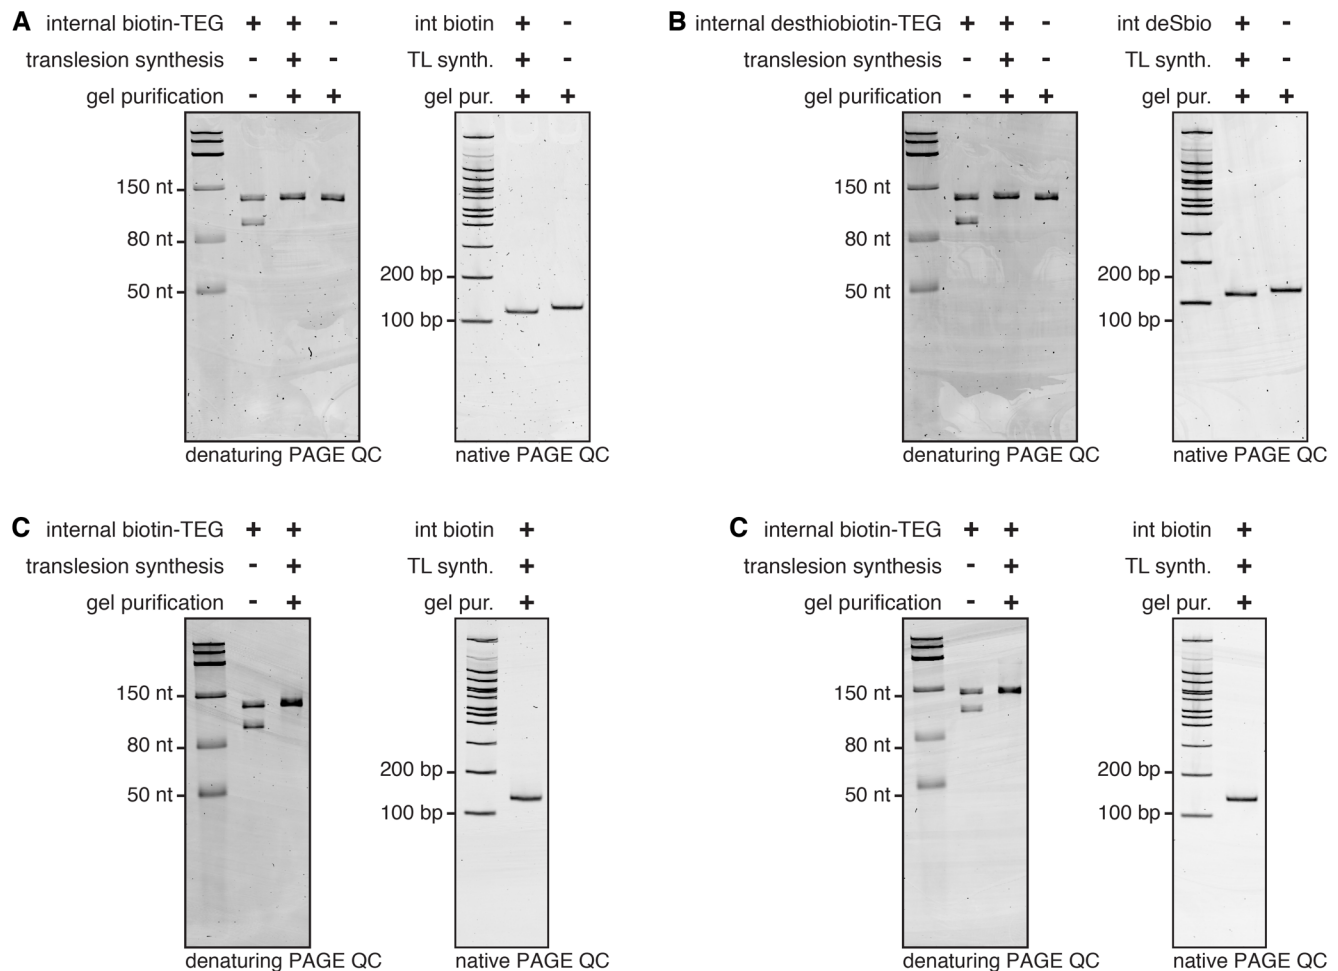 A internal biotin-TEG + + - int biotin + -
translesion synthesis - + - TL synth. + -
gel purification - + + gel pur. + +
150 nt
80 nt
50 nt
200 bp
100 bp
denaturing PAGE QC native PAGE QC
B internal desthiobiotin-TEG + + - int deSbio + -
translesion synthesis - + - TL synth. + -
gel purification - + + gel pur. + +
150 nt
80 nt
50 nt
200 bp
100 bp
denaturing PAGE QC native PAGE QC
C internal biotin-TEG + + int biotin +
translesion synthesis - + TL synth. +
gel purification - + gel pur. +
150 nt
80 nt
50 nt
200 bp
100 bp
denaturing PAGE QC native PAGE QC
C internal biotin-TEG + + int biotin +
translesion synthesis - + TL synth. +
gel purification - + gel pur. +
150 nt
80 nt
50 nt
200 bp
100 bp
denaturing PAGE QC native PAGE QC